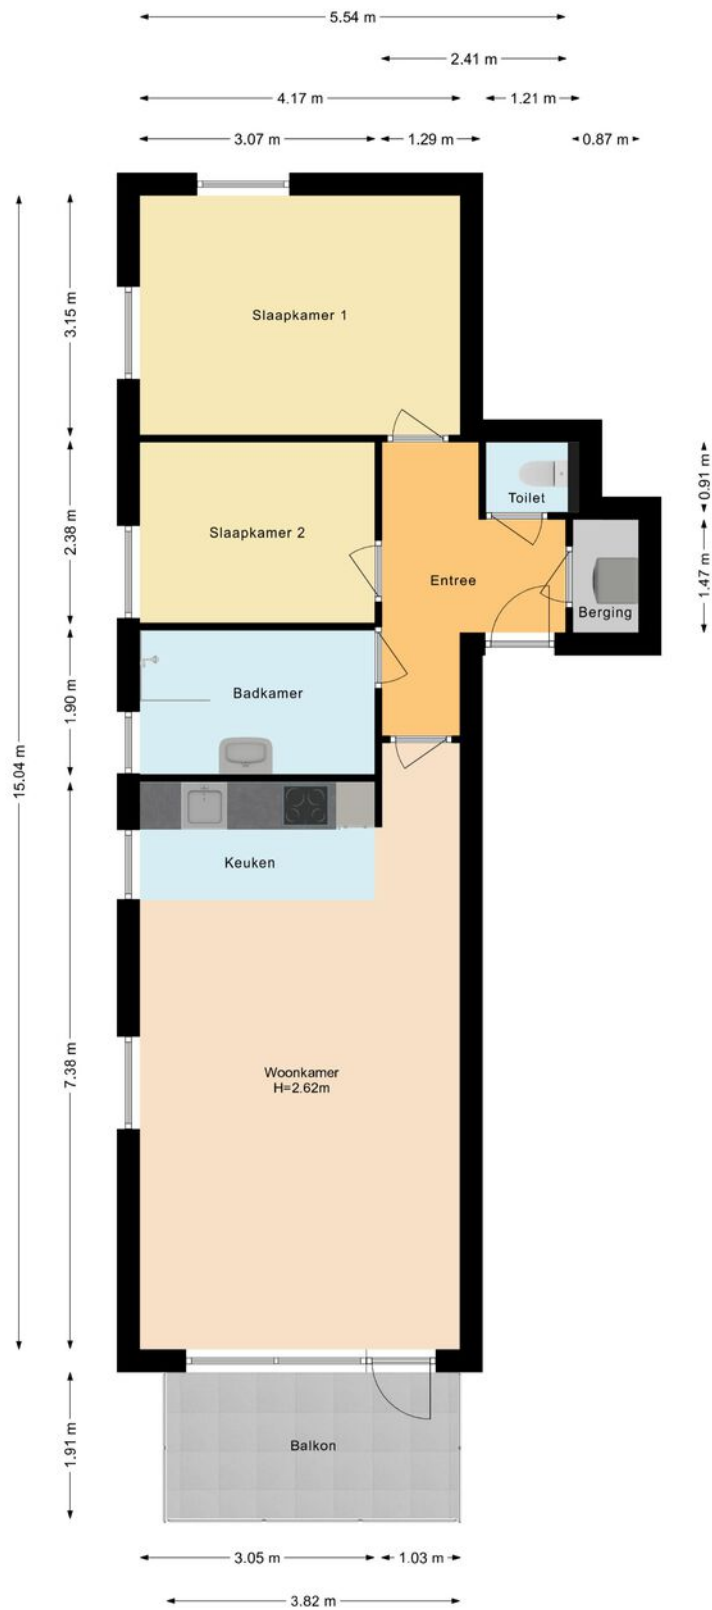 5.54 m
2.41 m
4.17 m
1.21 m
3.07 m
1.29 m
0.87 m
3.15 m
Slaapkamer 1
2.38 m
0.91 m
Toilet
Slaapkamer 2
Entree
1.47 m
Berging
1.90 m
Badkamer
15.04 m
Keuken
7.38 m
Woonkamer
H=2.62m
1.91 m
Balkon
3.05 m
1.03 m
3.82 m